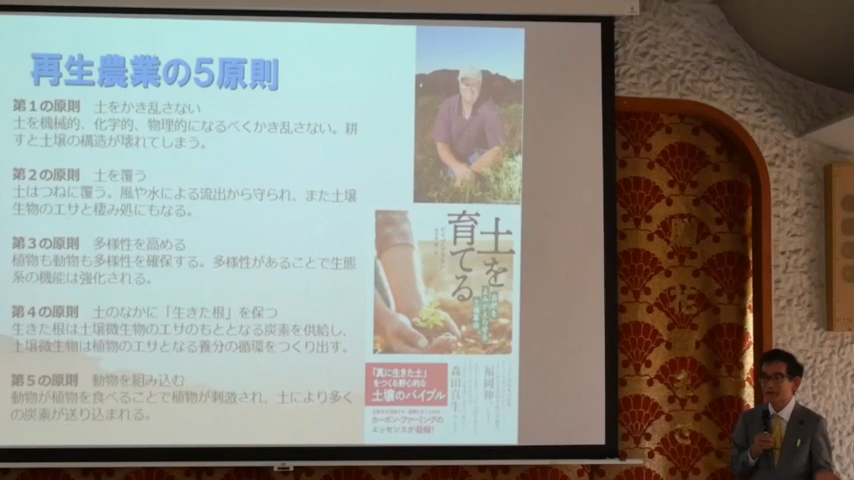 再生農業の5原則
第1の原則　土をかき乱さない
土を機械的、化学的、物理的になるべくかき乱さない。耕
すと土壌の構造が壊れてしまう。
第2の原則　土を覆う
土はつねに覆う。風や水による流出から守られ、また土壌
生物のエサと棲み処にもなる。
第3の原則　多様性を高める
植物も動物も多様性を確保する。多様性があることで生態
系の機能は強化される。
第4の原則　土のなかに「生きた根」を保つ
生きた根は土壌微生物のエサのもととなる炭素を供給し、
土壌微生物は植物のエサとなる養分の循環をつくり出す。
第5の原則　動物を組み込む
動物が植物を食べることで植物が刺激され、土により多く
の炭素が送り込まれる。
土を
育てる
「真に生きた土」
をつくる野心的な
土壌のバイブル
カーボン・ファーミングの
エッセンスが凝縮!
福岡伸一
森田真生